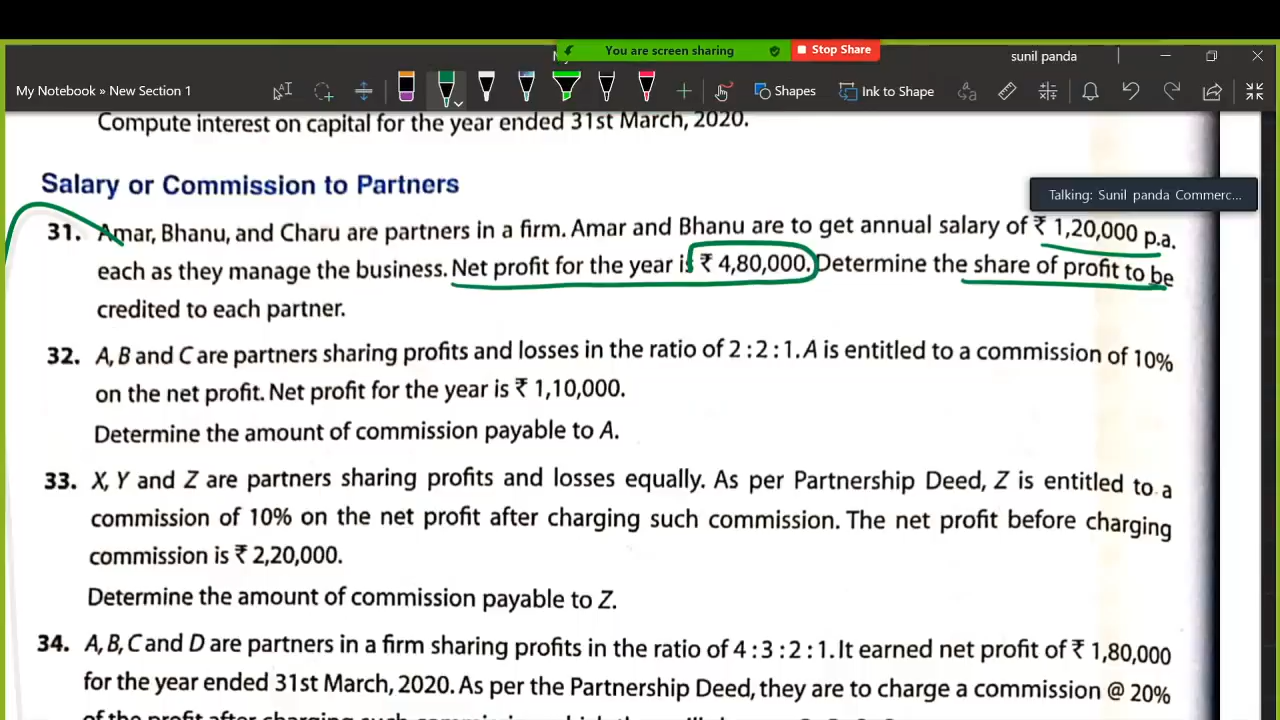 You are screen sharing
Stop Share
sunil panda
My Notebook » New Section 1
Shapes
Ink to Shape
Compute interest on capital for the year ended 31st March, 2020.
Salary or Commission to Partners
Talking: Sunil panda Commerc...
31. Amar, Bhanu, and Charu are partners in a firm. Amar and Bhanu are to get annual salary of ₹ 1,20,000 p.a.
each as they manage the business. Net profit for the year is ₹ 4,80,000. Determine the share of profit to be
credited to each partner.
32. A, B and C are partners sharing profits and losses in the ratio of 2 : 2 : 1. A is entitled to a commission of 10%
on the net profit. Net profit for the year is ₹ 1,10,000.
Determine the amount of commission payable to A.
33. X, Y and Z are partners sharing profits and losses equally. As per Partnership Deed, Z is entitled to a
commission of 10% on the net profit after charging such commission. The net profit before charging
commission is ₹ 2,20,000.
Determine the amount of commission payable to Z.
34. A, B, C and D are partners in a firm sharing profits in the ratio of 4 : 3 : 2 : 1. It earned net profit of ₹ 1,80,000
for the year ended 31st March, 2020. As per the Partnership Deed, they are to charge a commission @ 20%
of the profit after charging such